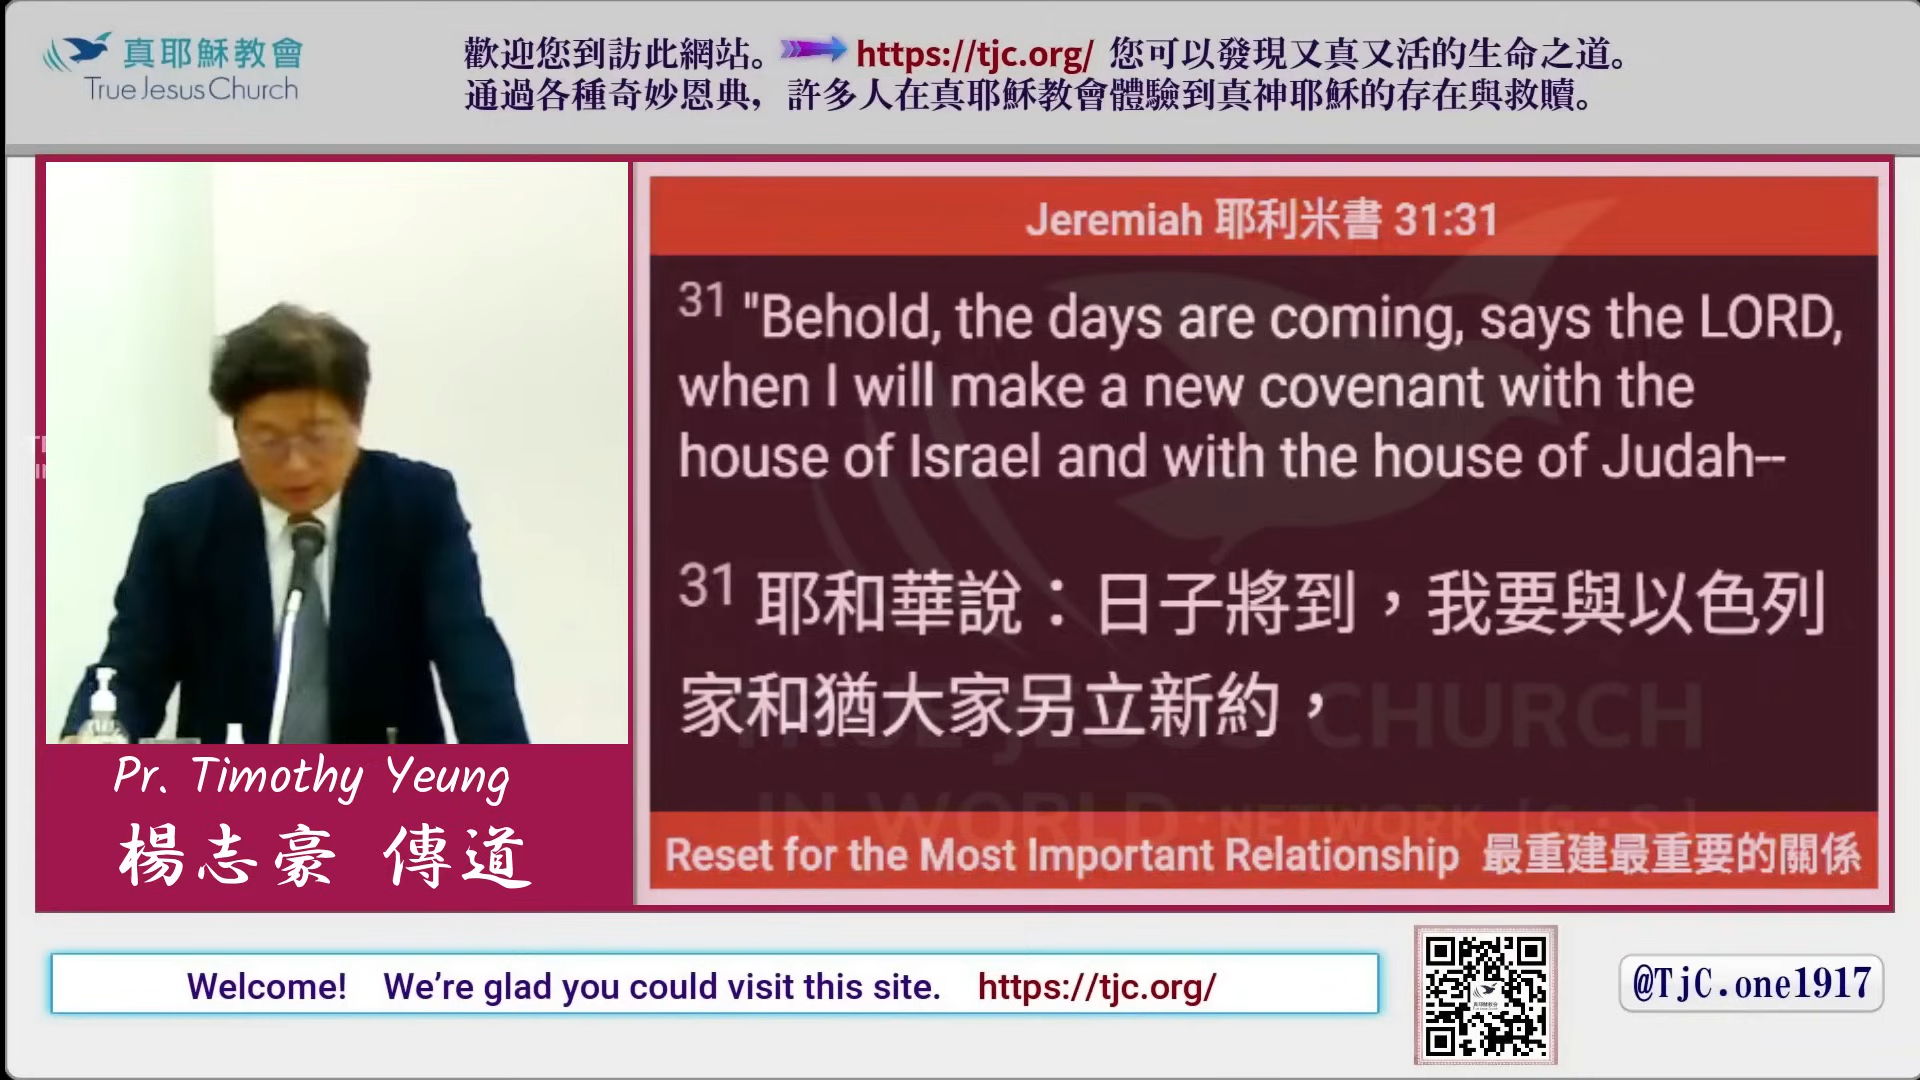 真耶穌教會
True Jesus Church
歡迎您到訪此網站。 https://tjc.org/ 您可以發現又真又活的生命之道。
通過各種奇妙恩典，許多人在真耶穌教會體驗到真神耶穌的存在與救贖。
Jeremiah 耶利米書 31:31
31 "Behold, the days are coming, says the LORD,
when I will make a new covenant with the
house of Israel and with the house of Judah--
31 耶和華說：日子將到，我要與以色列
家和猶大家另立新約，
TRUE JESUS CHURCH
IN WORLD · NETWORK [G·S]
Reset for the Most Important Relationship 最重建最重要的關係
Pr. Timothy Yeung
楊志豪 傳道
Welcome! We’re glad you could visit this site. https://tjc.org/
@TjC.one1917